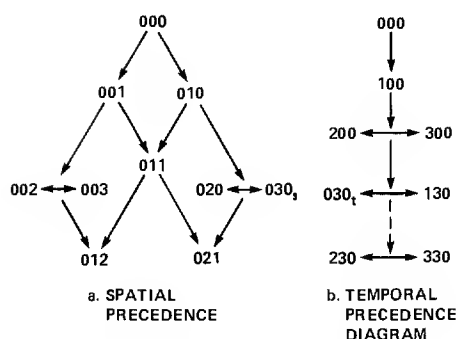 000
001 010
011
002 003
020 030s
012 021
a. SPATIAL
PRECEDENCE
000
100
200 300
030t 130
230 330
b. TEMPORAL
PRECEDENCE
DIAGRAM